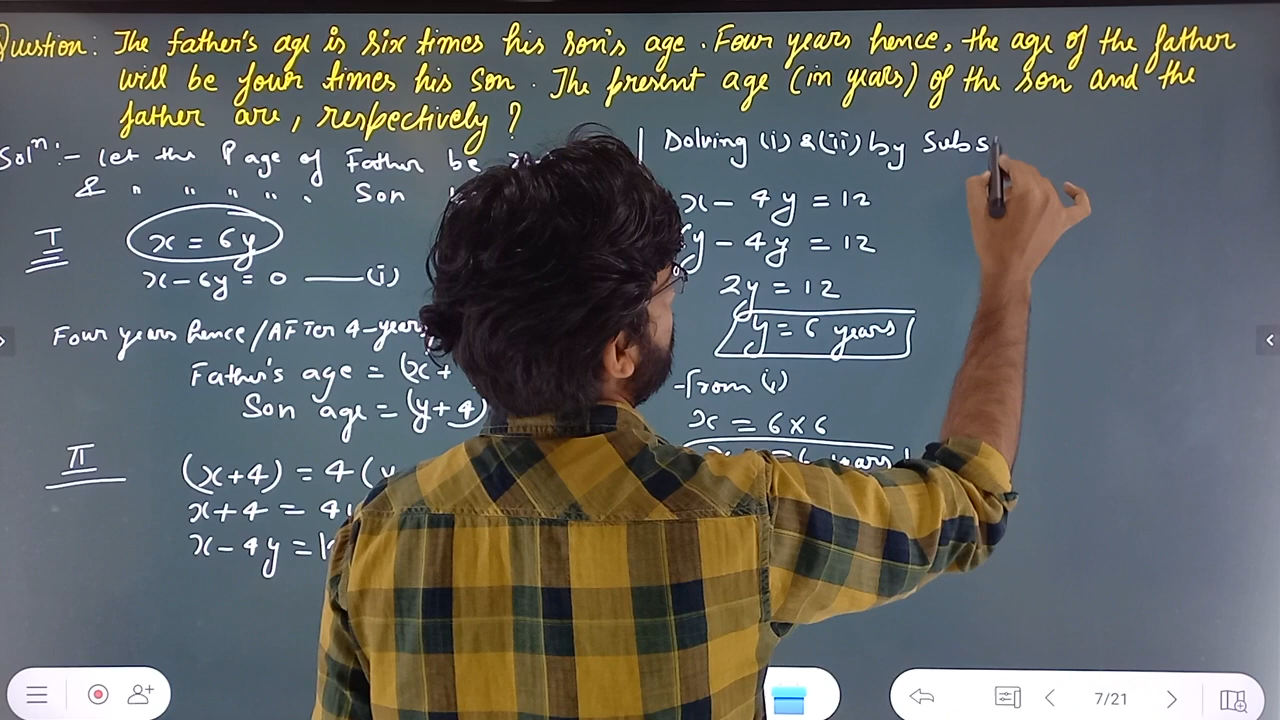 Question: The father's age is six times his son's age. Four years hence, the age of the father
will be four times his son. The present age (in years) of the son and the
father are, respectively?
Solⁿ:- let the P age of Father be
& " " " " Son
I
x = 6y
x-6y = 0 —(i)
Four years hence/AFTer 4-year
Father's age = (x+
Son age = (y+4)
II
(x+4) = 4(y
x+4 = 4
x-4y =
Solving (i) &(ii) by Subs
x- 4y = 12
y - 4y = 12
2y = 12
y = 6 years
from (i)
x = 6×6
years
7/21